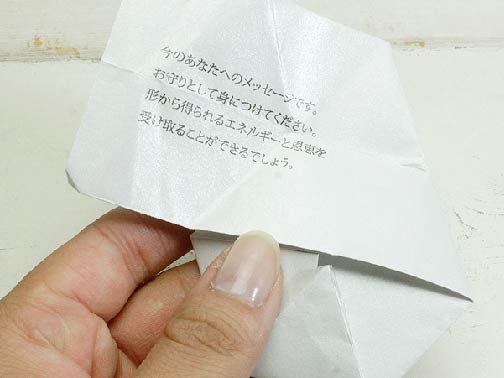 今のあなたへのメッセージです。
お守りとして身につけてください。
形から得られるエネルギーと恩恵を
受け取ることができるでしょう。